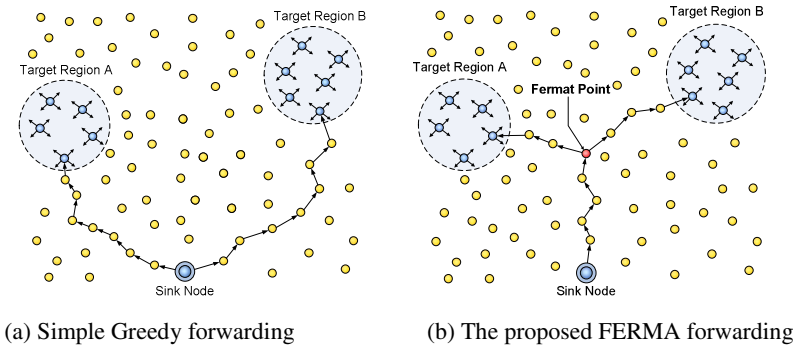 Target Region B
Target Region A
Sink Node
(a) Simple Greedy forwarding
Target Region B
Target Region A
Fermat Point
Sink Node
(b) The proposed FERMA forwarding